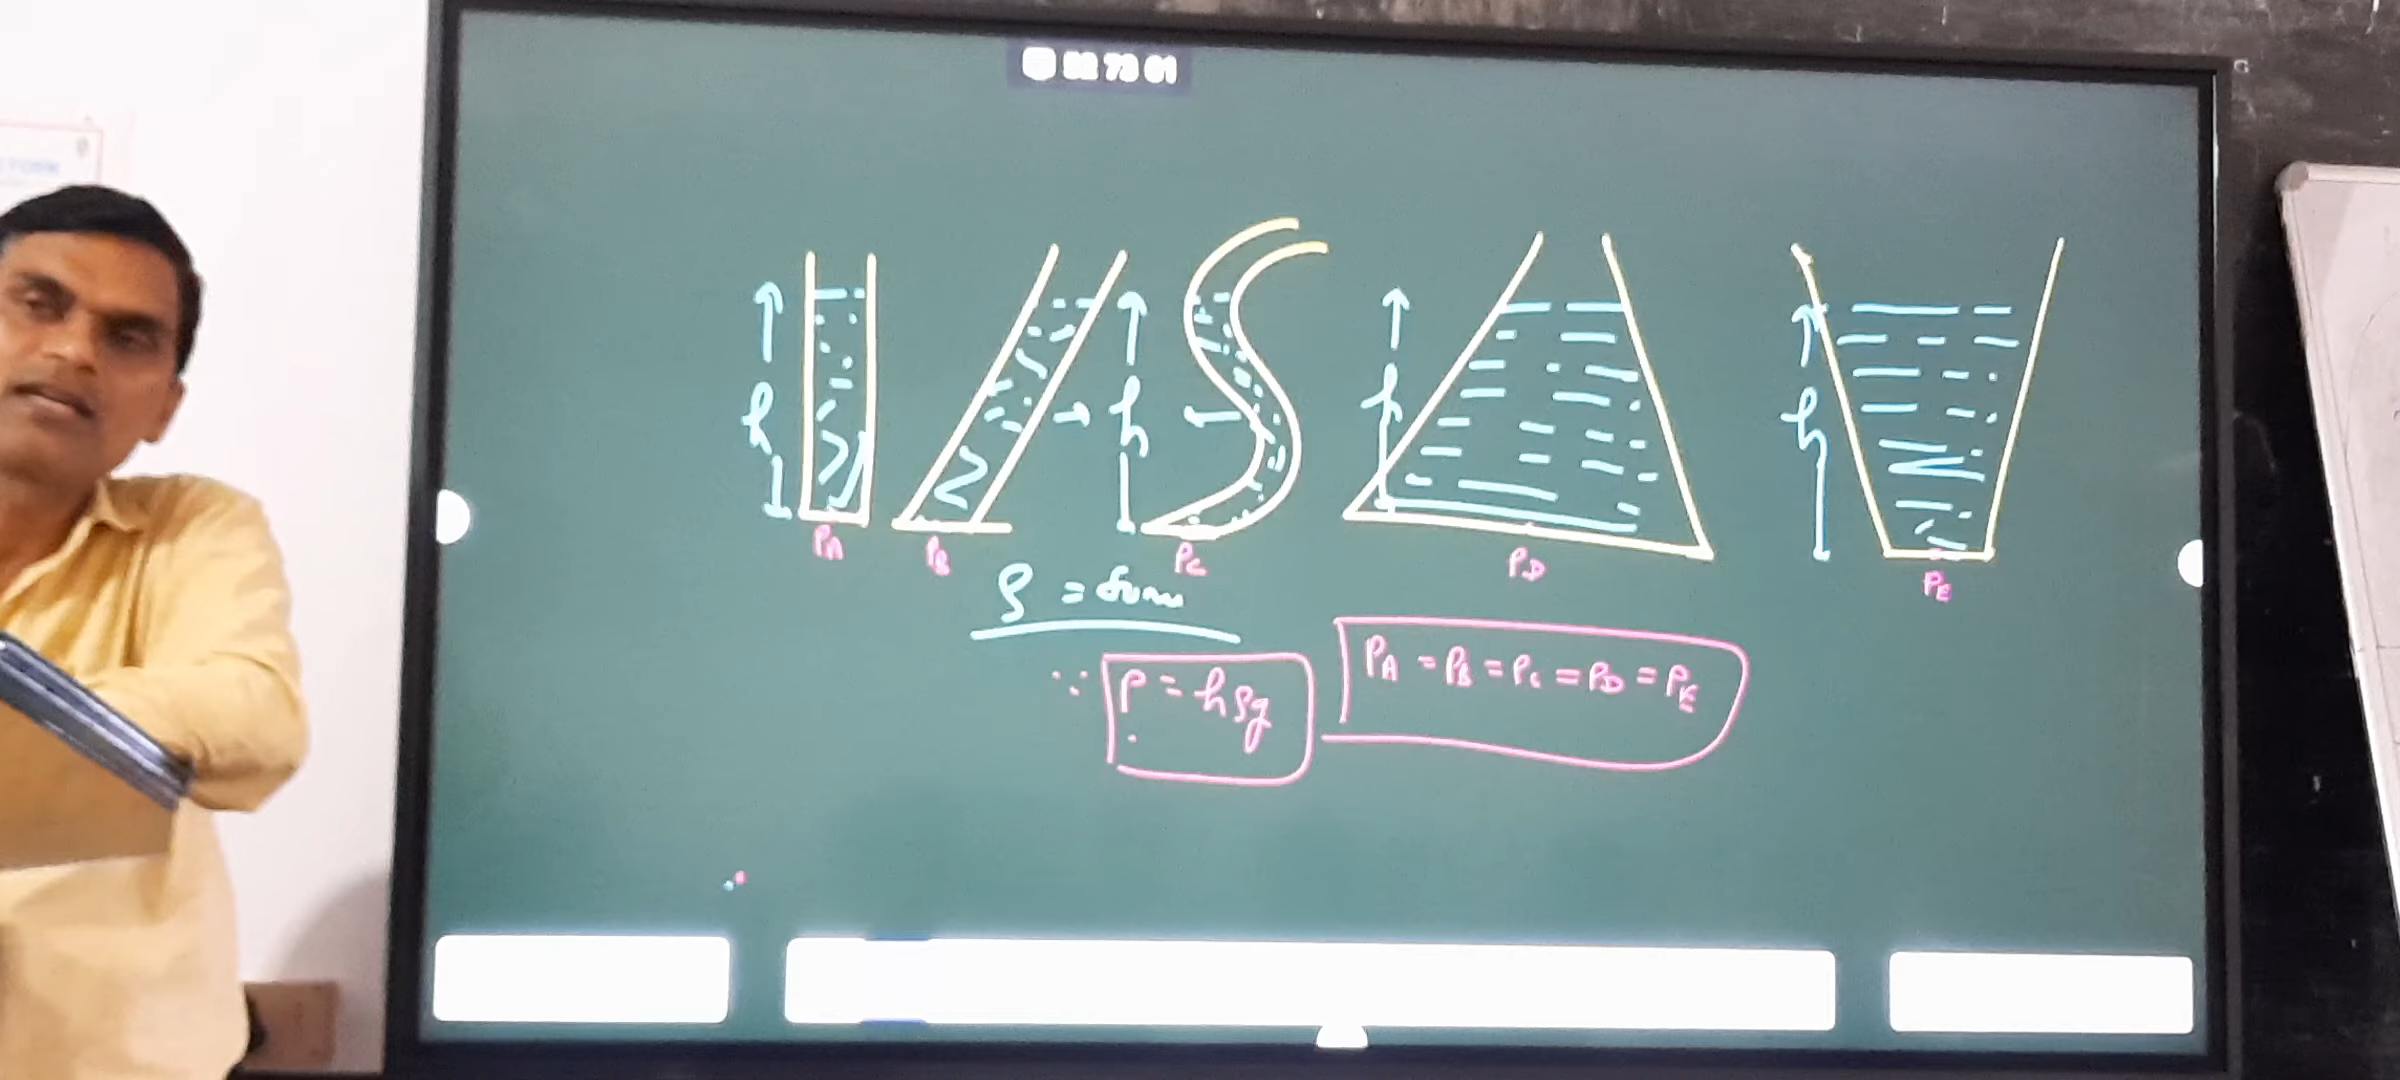 h h h h h
P_A P_B P_C P_D P_E
ρ = same
∵ P = hρg P_A = P_B = P_C = P_D = P_E